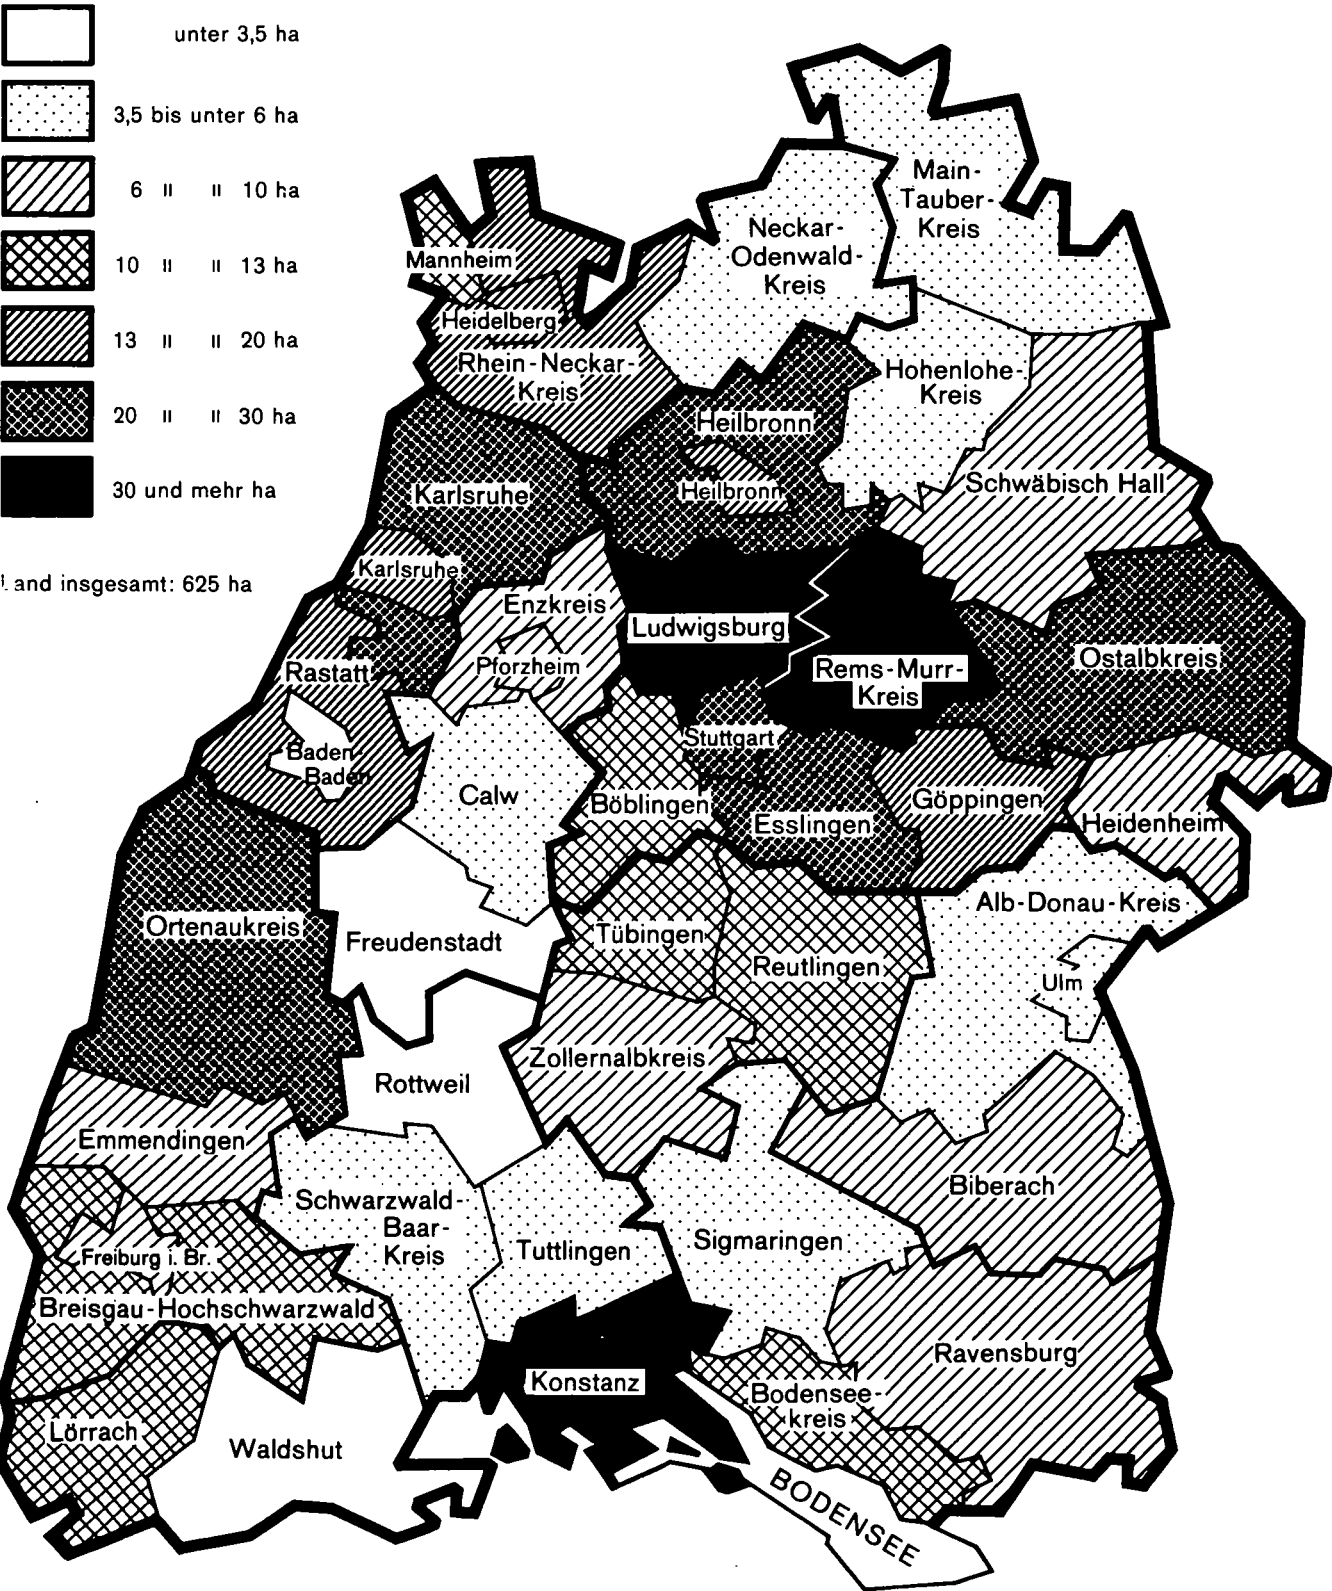 unter 3,5 ha
3,5 bis unter 6 ha
6 〃 〃 10 ha
10 〃 〃 13 ha
13 〃 〃 20 ha
20 〃 〃 30 ha
30 und mehr ha
Land insgesamt: 625 ha
Main-
Tauber-
Kreis
Neckar-
Odenwald-
Kreis
Mannheim
Heidelberg
Rhein-Neckar-
Kreis
Hohenlohe-
Kreis
Heilbronn
Heilbronn
Schwäbisch Hall
Karlsruhe
Karlsruhe
Enzkreis
Ludwigsburg
Pforzheim
Rems-Murr-
Kreis
Ostalbkreis
Rastatt
Baden-
Baden
Stuttgart
Calw
Böblingen
Esslingen
Göppingen
Heidenheim
Alb-Donau-Kreis
Ortenaukreis
Freudenstadt
Tübingen
Reutlingen
Ulm
Zollernalbkreis
Rottweil
Emmendingen
Biberach
Schwarzwald-
Baar-
Kreis
Tuttlingen
Sigmaringen
Freiburg i. Br.
Breisgau-Hochschwarzwald
Ravensburg
Konstanz
Bodensee-
kreis
Lörrach
Waldshut
BODENSEE